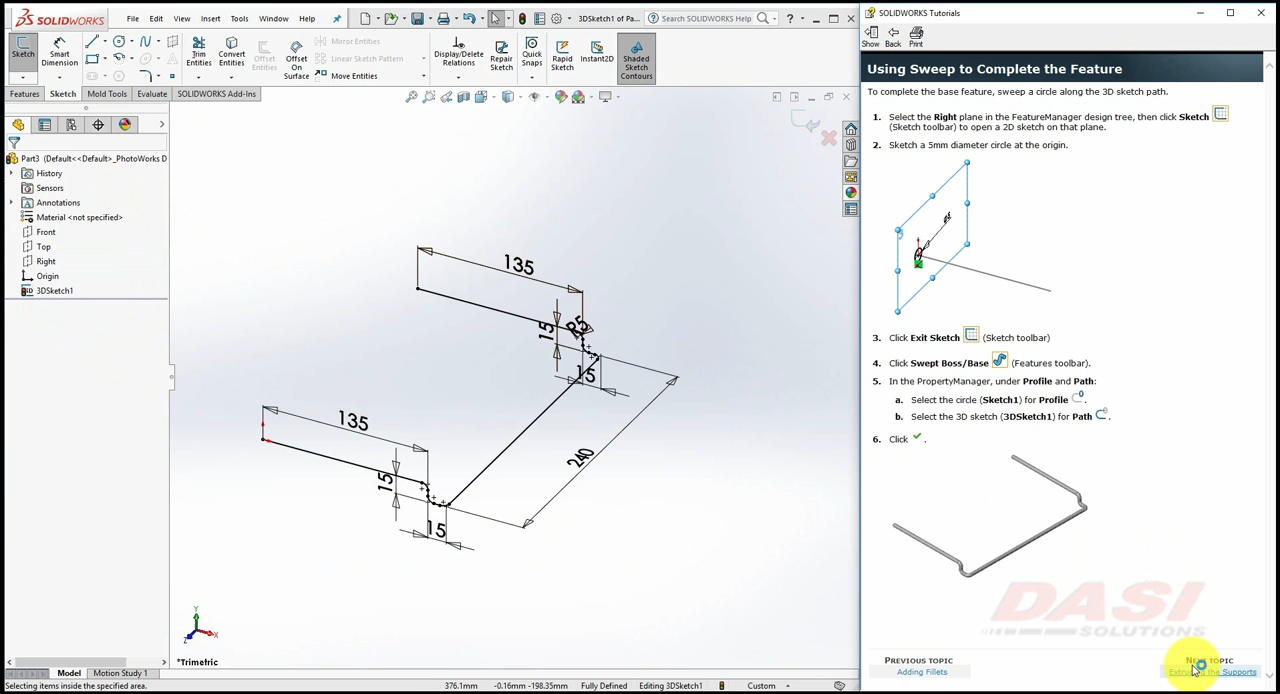 SOLIDWORKS
File Edit View Insert Tools Window Help
3DSketch1 of Pa...
Search SOLIDWORKS Help
Sketch
Smart Dimension
Trim Entities
Convert Entities
Offset Entities
Offset On Surface
Mirror Entities
Linear Sketch Pattern
Move Entities
Display/Delete Relations
Repair Sketch
Quick Snaps
Rapid Sketch
Instant2D
Shaded Sketch Contours
Features Sketch Mold Tools Evaluate SOLIDWORKS Add-Ins
Part3 (Default<<Default>_PhotoWorks D
History
Sensors
Annotations
Material <not specified>
Front
Top
Right
Origin
3DSketch1
135
15
R5
15
135
15
15
240
Y
X
Z
*Trimetric
Model Motion Study 1
Selecting items inside the specified area.
376.1mm -0.16mm -198.35mm Fully Defined Editing 3DSketch1 Custom
SOLIDWORKS Tutorials
Show Back Print
Using Sweep to Complete the Feature
To complete the base feature, sweep a circle along the 3D sketch path.
1. Select the Right plane in the FeatureManager design tree, then click Sketch
(Sketch toolbar) to open a 2D sketch on that plane.
2. Sketch a 5mm diameter circle at the origin.
3. Click Exit Sketch (Sketch toolbar)
4. Click Swept Boss/Base (Features toolbar).
5. In the PropertyManager, under Profile and Path:
a. Select the circle (Sketch1) for Profile .
b. Select the 3D sketch (3DSketch1) for Path .
6. Click .
DASI
SOLUTIONS
PREVIOUS TOPIC
Adding Fillets
TOPIC
the Supports